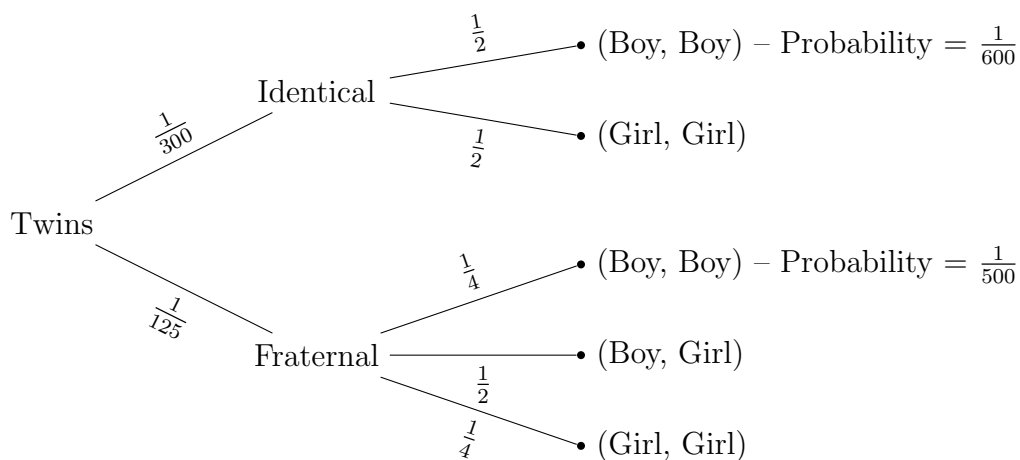 Twins
1/300
Identical
1/2
(Boy, Boy) – Probability = 1/600
1/2
(Girl, Girl)
1/125
Fraternal
1/4
(Boy, Boy) – Probability = 1/500
1/2
(Boy, Girl)
1/4
(Girl, Girl)